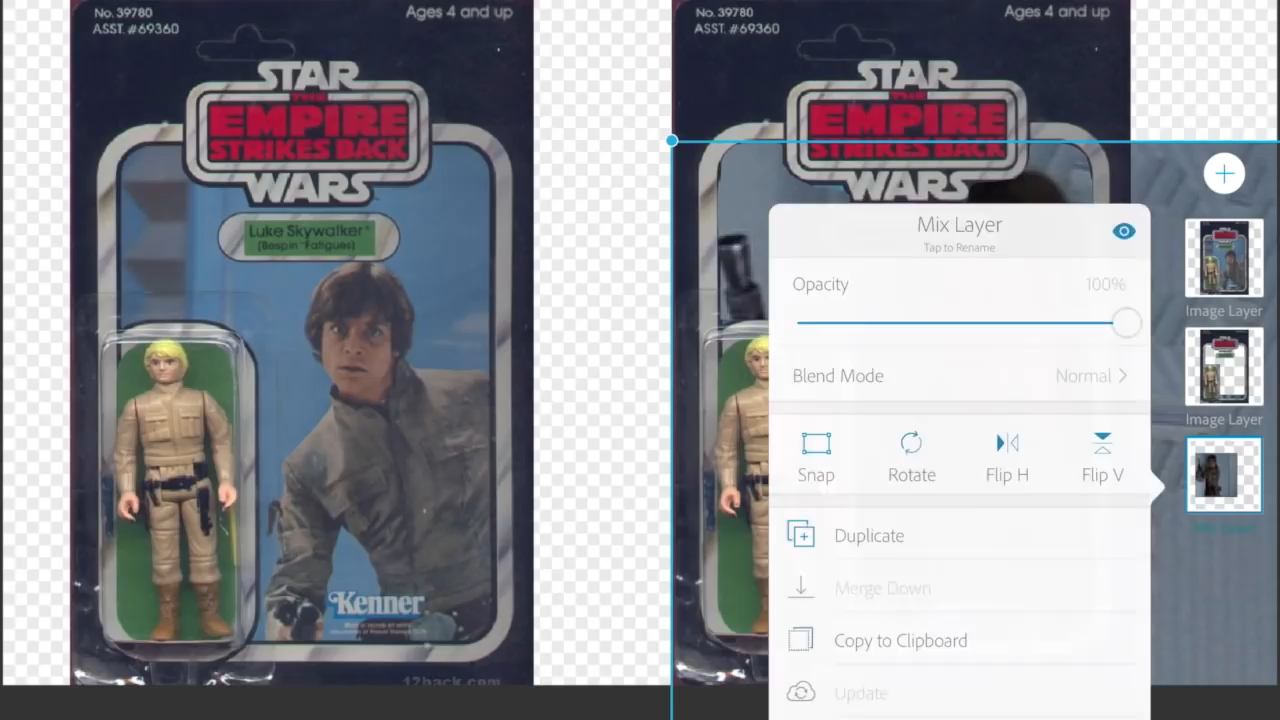 No. 39780
ASST. #69360
Ages 4 and up
STAR
THE
EMPIRE
STRIKES BACK
WARS
Luke Skywalker
(Bespin Fatigues)
Kenner
12back.com
No. 39780
ASST. #69360
Ages 4 and up
STAR
THE
EMPIRE
STRIKES BACK
WARS
Mix Layer
Tap to Rename
Opacity
100%
Blend Mode
Normal
Snap
Rotate
Flip H
Flip V
Duplicate
Merge Down
Copy to Clipboard
Update
Image Layer
Image Layer
Mix Layer